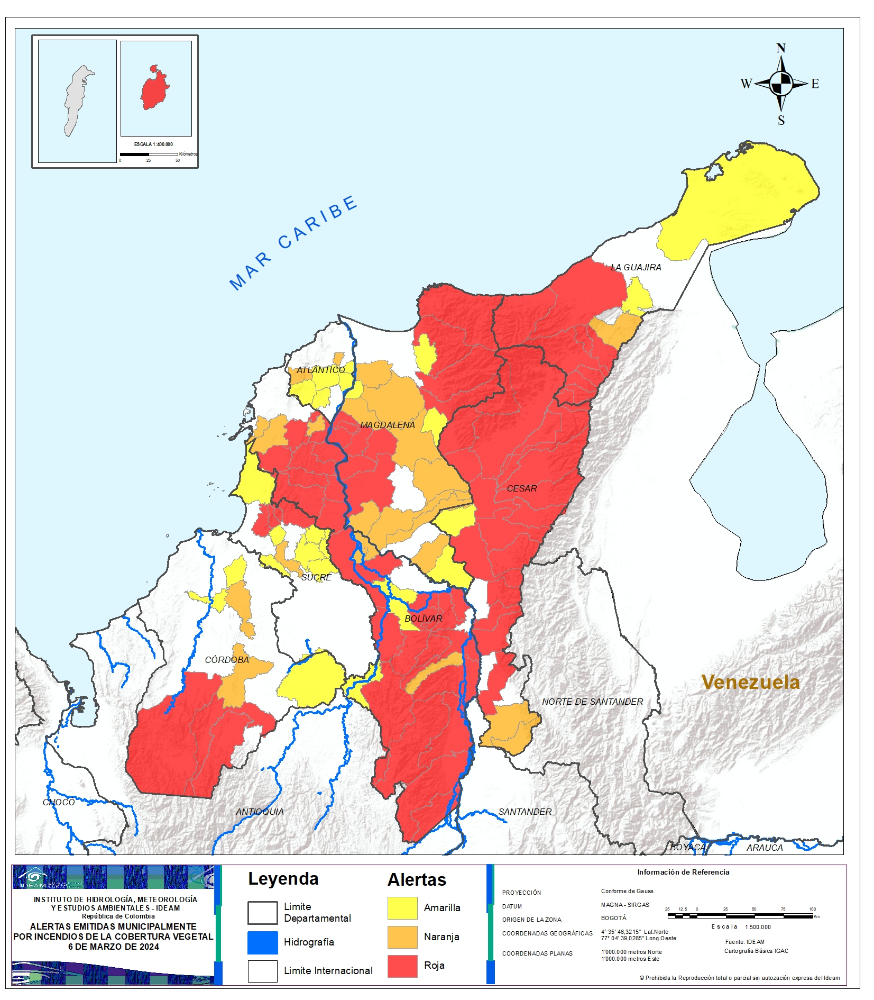 ESCALA 1:400.000
Kilómetros
0 25 50
N
W E
S
MAR CARIBE
LA GUAJIRA
ATLÁNTICO
MAGDALENA
CESAR
SUCRE
BOLÍVAR
CÓRDOBA
Venezuela
NORTE DE SANTANDER
CHOCÓ
ANTIOQUIA
SANTANDER
BOYACÁ
ARAUCA
IDEAM
INSTITUTO DE HIDROLOGÍA, METEOROLOGÍA
Y ESTUDIOS AMBIENTALES - IDEAM
República de Colombia
ALERTAS EMITIDAS MUNICIPALMENTE
POR INCENDIOS DE LA COBERTURA VEGETAL
6 DE MARZO DE 2024
Leyenda
Limite
Departamental
Hidrografía
Limite Internacional
Alertas
Amarilla
Naranja
Roja
Información de Referencia
PROYECCIÓN Conforme de Gauss
DATUM MAGNA - SIRGAS
ORIGEN DE LA ZONA BOGOTÁ
COORDENADAS GEOGRÁFICAS 4° 35' 46,3215" Lat.Norte
77° 04' 39,0285" Long.Oeste
COORDENADAS PLANAS 1'000.000 metros Norte
1'000.000 metros Este
25 12.5 0 25 50 75 100
Km
Escala 1:500.000
Fuente: IDEAM
Cartografía Básica IGAC
© Prohibida la Reproducción total o parcial sin autozación expresa del Ideam